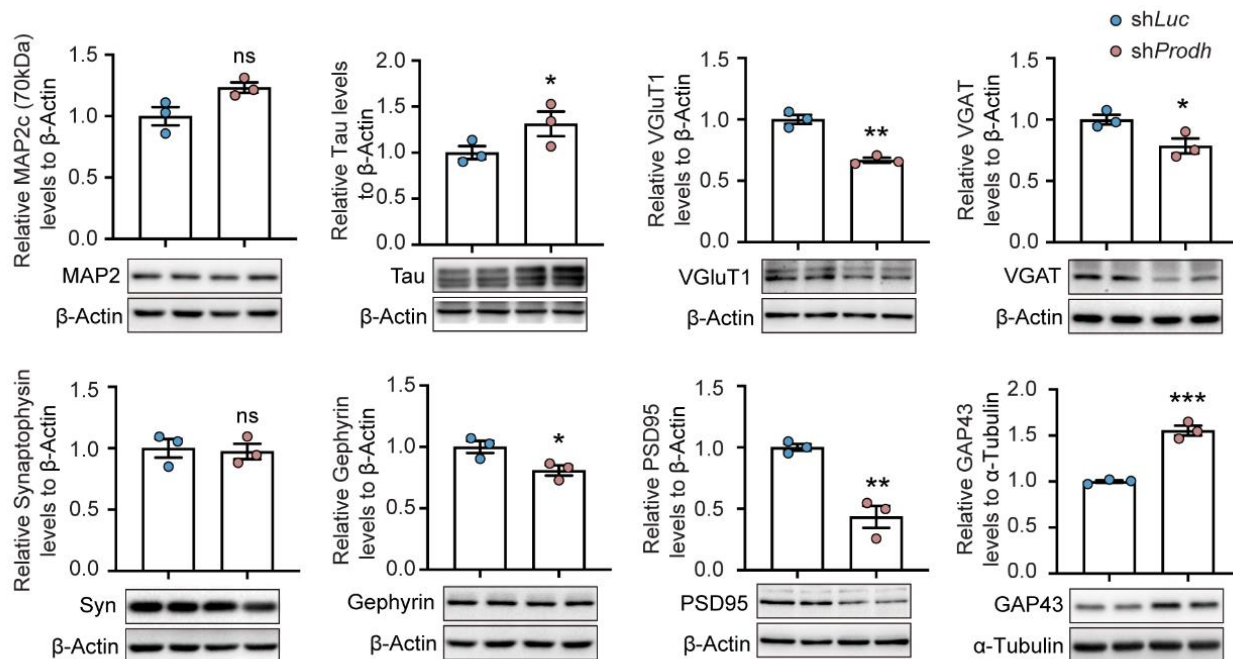 shLuc
shProdh
Relative MAP2c (70kDa)
levels to β-Actin
1.5
1.0
0.5
0.0
ns
MAP2
β-Actin
Relative Tau levels
to β-Actin
2.0
1.5
1.0
0.5
0.0
*
Tau
β-Actin
Relative VGluT1
levels to β-Actin
1.5
1.0
0.5
0.0
**
VGluT1
β-Actin
Relative VGAT
levels to β-Actin
1.5
1.0
0.5
0.0
*
VGAT
β-Actin
Relative Synaptophysin
levels to β-Actin
1.5
1.0
0.5
0.0
ns
Syn
β-Actin
Relative Gephyrin
levels to β-Actin
1.5
1.0
0.5
0.0
*
Gephyrin
β-Actin
Relative PSD95
levels to β-Actin
1.5
1.0
0.5
0.0
**
PSD95
β-Actin
Relative GAP43
levels to α-Tubulin
2.0
1.5
1.0
0.5
0.0
***
GAP43
α-Tubulin